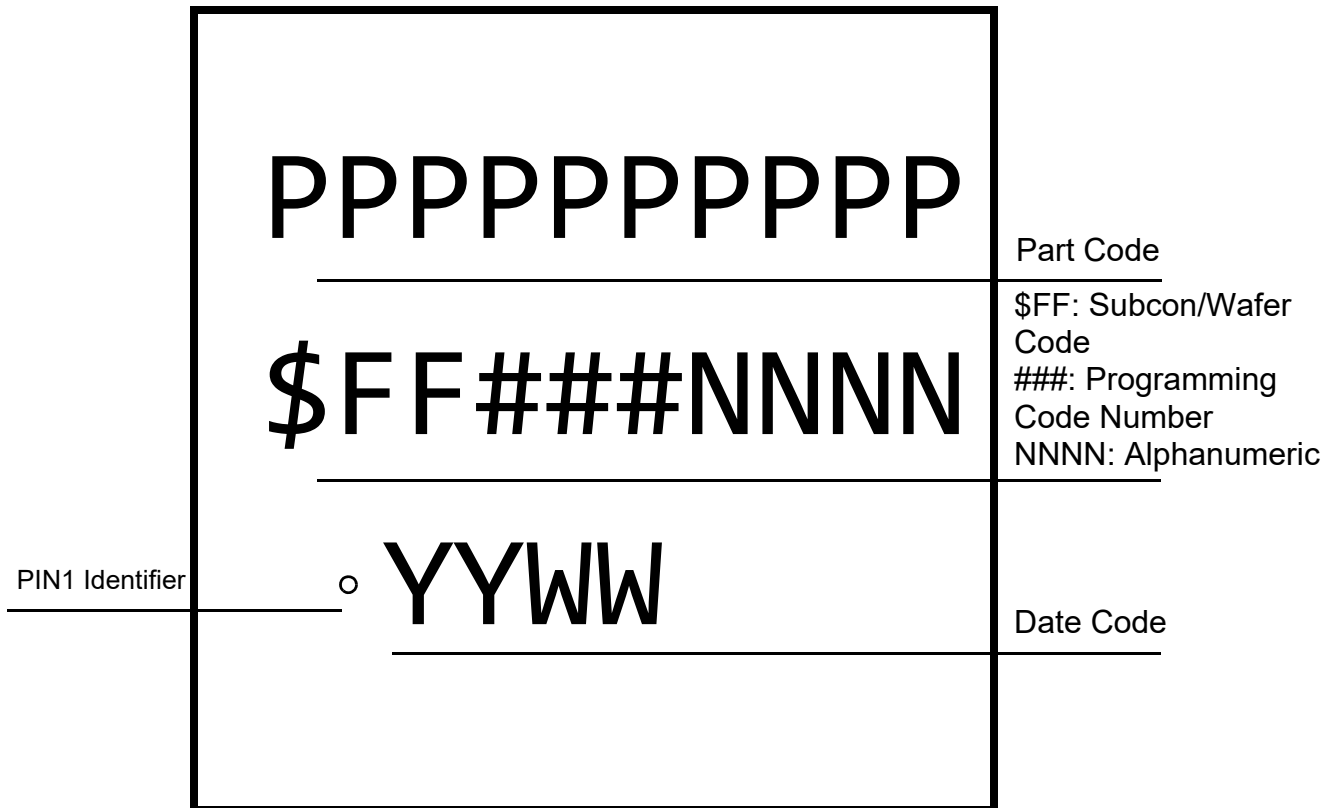 PPPPPPPPPP
Part Code
$FF: Subcon/Wafer
Code
###: Programming
Code Number
NNNN: Alphanumeric
$FF###NNNN
PIN1 Identifier
YYWW
Date Code